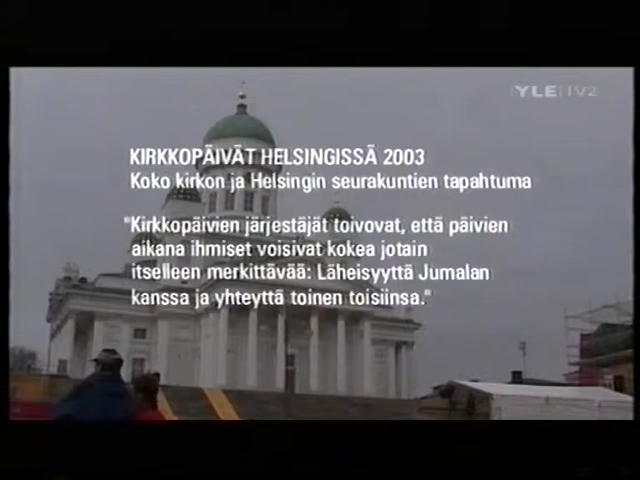 YLE TV2
KIRKKOPÄIVÄT HELSINGISSÄ 2003
Koko kirkon ja Helsingin seurakuntien tapahtuma
"Kirkkopäivien järjestäjät toivovat, että päivien
aikana ihmiset voisivat kokea jotain
itselleen merkittävää: Läheisyyttä Jumalan
kanssa ja yhteyttä toinen toisiinsa."